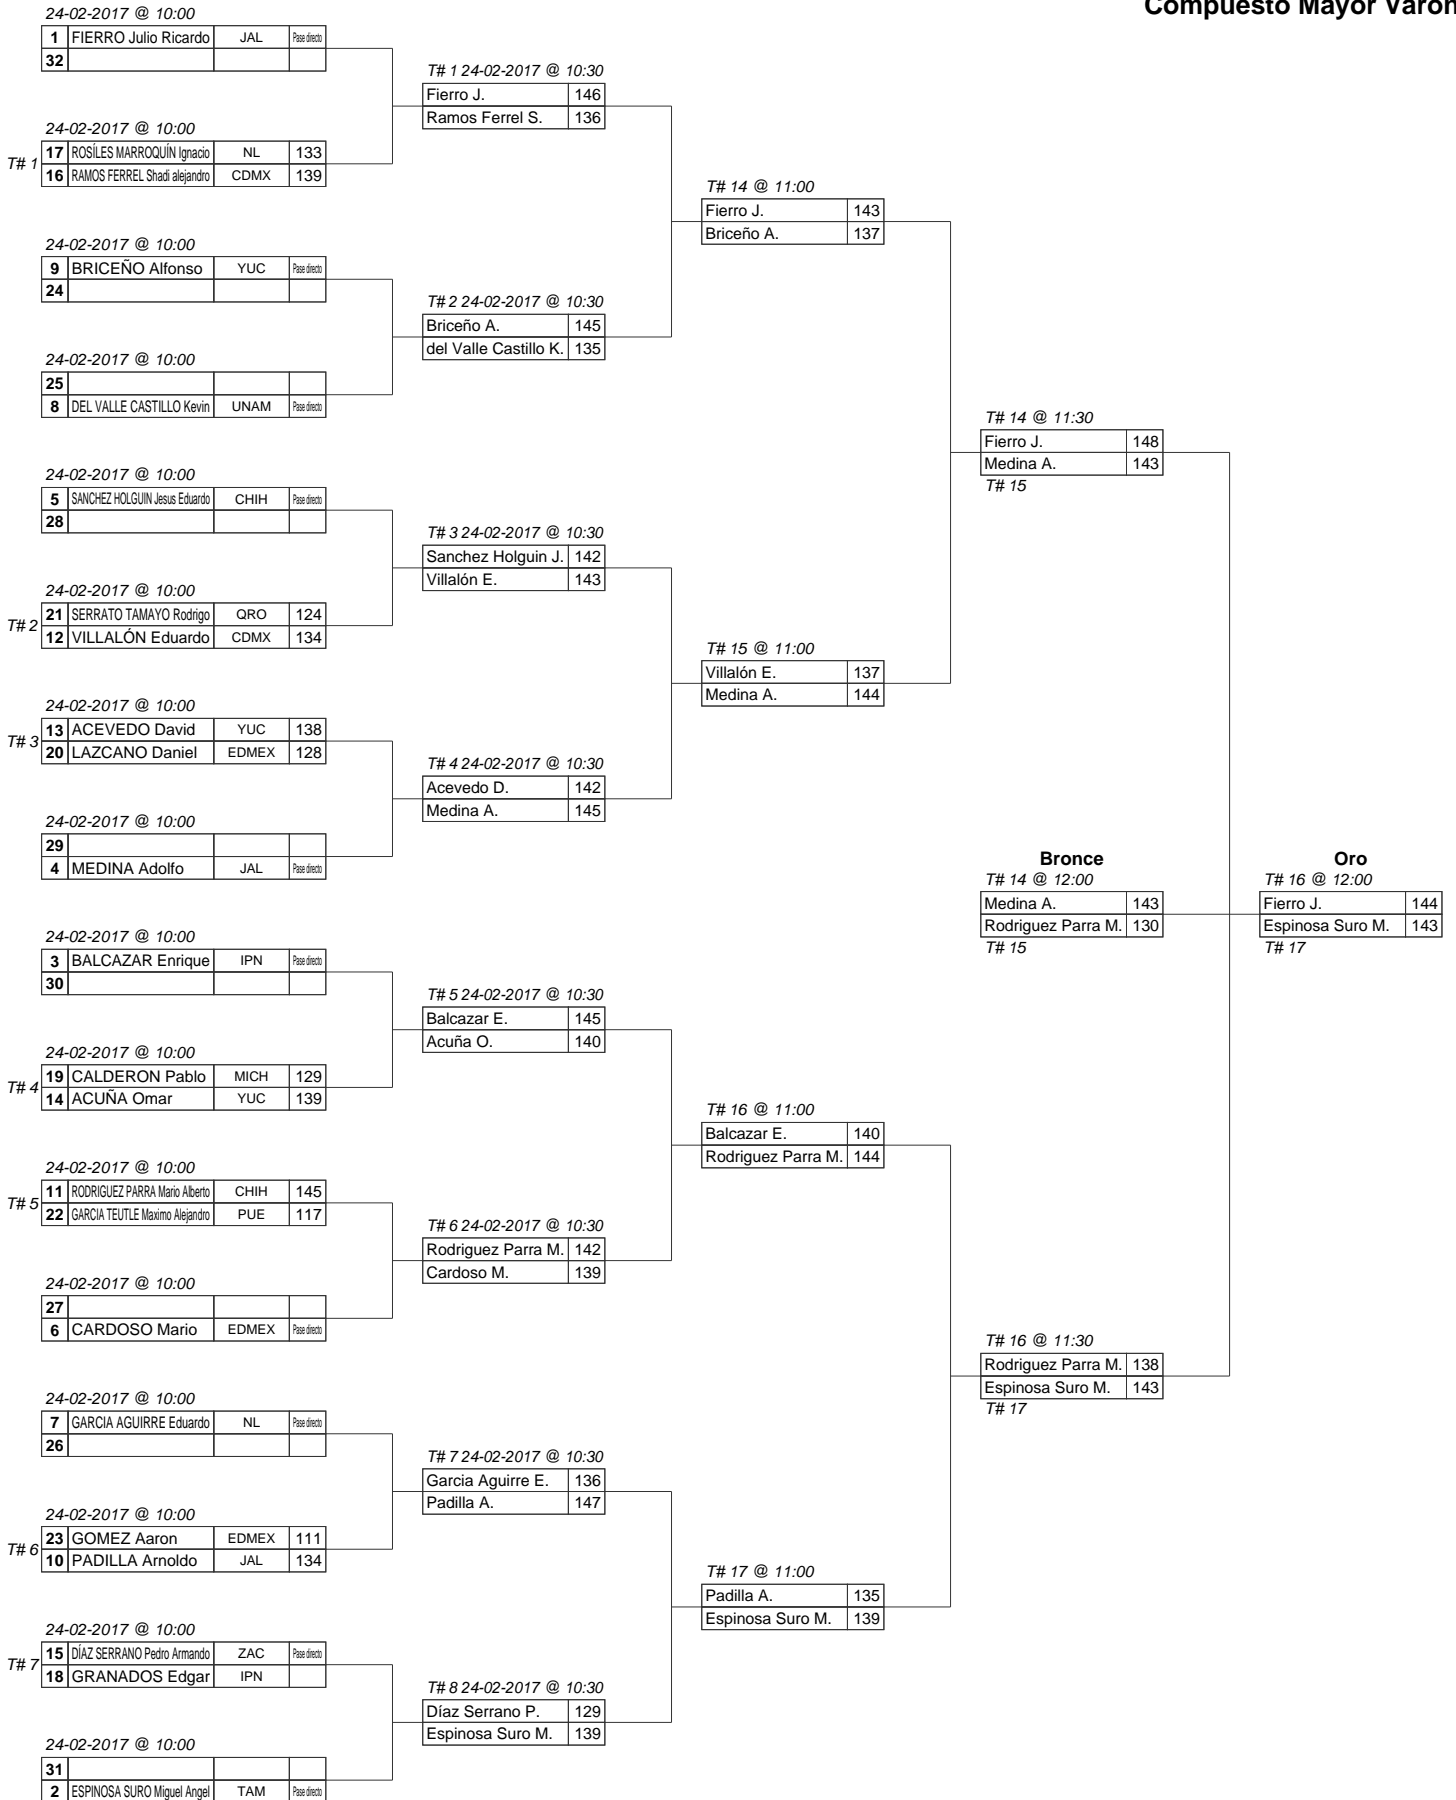 Compuesto Mayor Varon
24-02-2017 @ 10:00
1 FIERRO Julio Ricardo JAL Pase directo
32
24-02-2017 @ 10:00
T# 1
17 ROSÍLES MARROQUÍN Ignacio NL 133
16 RAMOS FERREL Shadi alejandro CDMX 139
24-02-2017 @ 10:00
9 BRICEÑO Alfonso YUC Pase directo
24
24-02-2017 @ 10:00
25
8 DEL VALLE CASTILLO Kevin UNAM Pase directo
24-02-2017 @ 10:00
5 SANCHEZ HOLGUIN Jesus Eduardo CHIH Pase directo
28
24-02-2017 @ 10:00
T# 2
21 SERRATO TAMAYO Rodrigo QRO 124
12 VILLALÓN Eduardo CDMX 134
24-02-2017 @ 10:00
T# 3
13 ACEVEDO David YUC 138
20 LAZCANO Daniel EDMEX 128
24-02-2017 @ 10:00
29
4 MEDINA Adolfo JAL Pase directo
24-02-2017 @ 10:00
3 BALCAZAR Enrique IPN Pase directo
30
24-02-2017 @ 10:00
T# 4
19 CALDERON Pablo MICH 129
14 ACUÑA Omar YUC 139
24-02-2017 @ 10:00
T# 5
11 RODRIGUEZ PARRA Mario Alberto CHIH 145
22 GARCIA TEUTLE Maximo Alejandro PUE 117
24-02-2017 @ 10:00
27
6 CARDOSO Mario EDMEX Pase directo
24-02-2017 @ 10:00
7 GARCIA AGUIRRE Eduardo NL Pase directo
26
24-02-2017 @ 10:00
T# 6
23 GOMEZ Aaron EDMEX 111
10 PADILLA Arnoldo JAL 134
24-02-2017 @ 10:00
T# 7
15 DÍAZ SERRANO Pedro Armando ZAC Pase directo
18 GRANADOS Edgar IPN
24-02-2017 @ 10:00
31
2 ESPINOSA SURO Miguel Angel TAM Pase directo
T# 1 24-02-2017 @ 10:30
Fierro J. 146
Ramos Ferrel S. 136
T# 2 24-02-2017 @ 10:30
Briceño A. 145
del Valle Castillo K. 135
T# 3 24-02-2017 @ 10:30
Sanchez Holguin J. 142
Villalón E. 143
T# 4 24-02-2017 @ 10:30
Acevedo D. 142
Medina A. 145
T# 5 24-02-2017 @ 10:30
Balcazar E. 145
Acuña O. 140
T# 6 24-02-2017 @ 10:30
Rodriguez Parra M. 142
Cardoso M. 139
T# 7 24-02-2017 @ 10:30
Garcia Aguirre E. 136
Padilla A. 147
T# 8 24-02-2017 @ 10:30
Díaz Serrano P. 129
Espinosa Suro M. 139
T# 14 @ 11:00
Fierro J. 143
Briceño A. 137
T# 15 @ 11:00
Villalón E. 137
Medina A. 144
T# 16 @ 11:00
Balcazar E. 140
Rodriguez Parra M. 144
T# 17 @ 11:00
Padilla A. 135
Espinosa Suro M. 139
T# 14 @ 11:30
Fierro J. 148
Medina A. 143
T# 15
T# 16 @ 11:30
Rodriguez Parra M. 138
Espinosa Suro M. 143
T# 17
Bronce
T# 14 @ 12:00
Medina A. 143
Rodriguez Parra M. 130
T# 15
Oro
T# 16 @ 12:00
Fierro J. 144
Espinosa Suro M. 143
T# 17